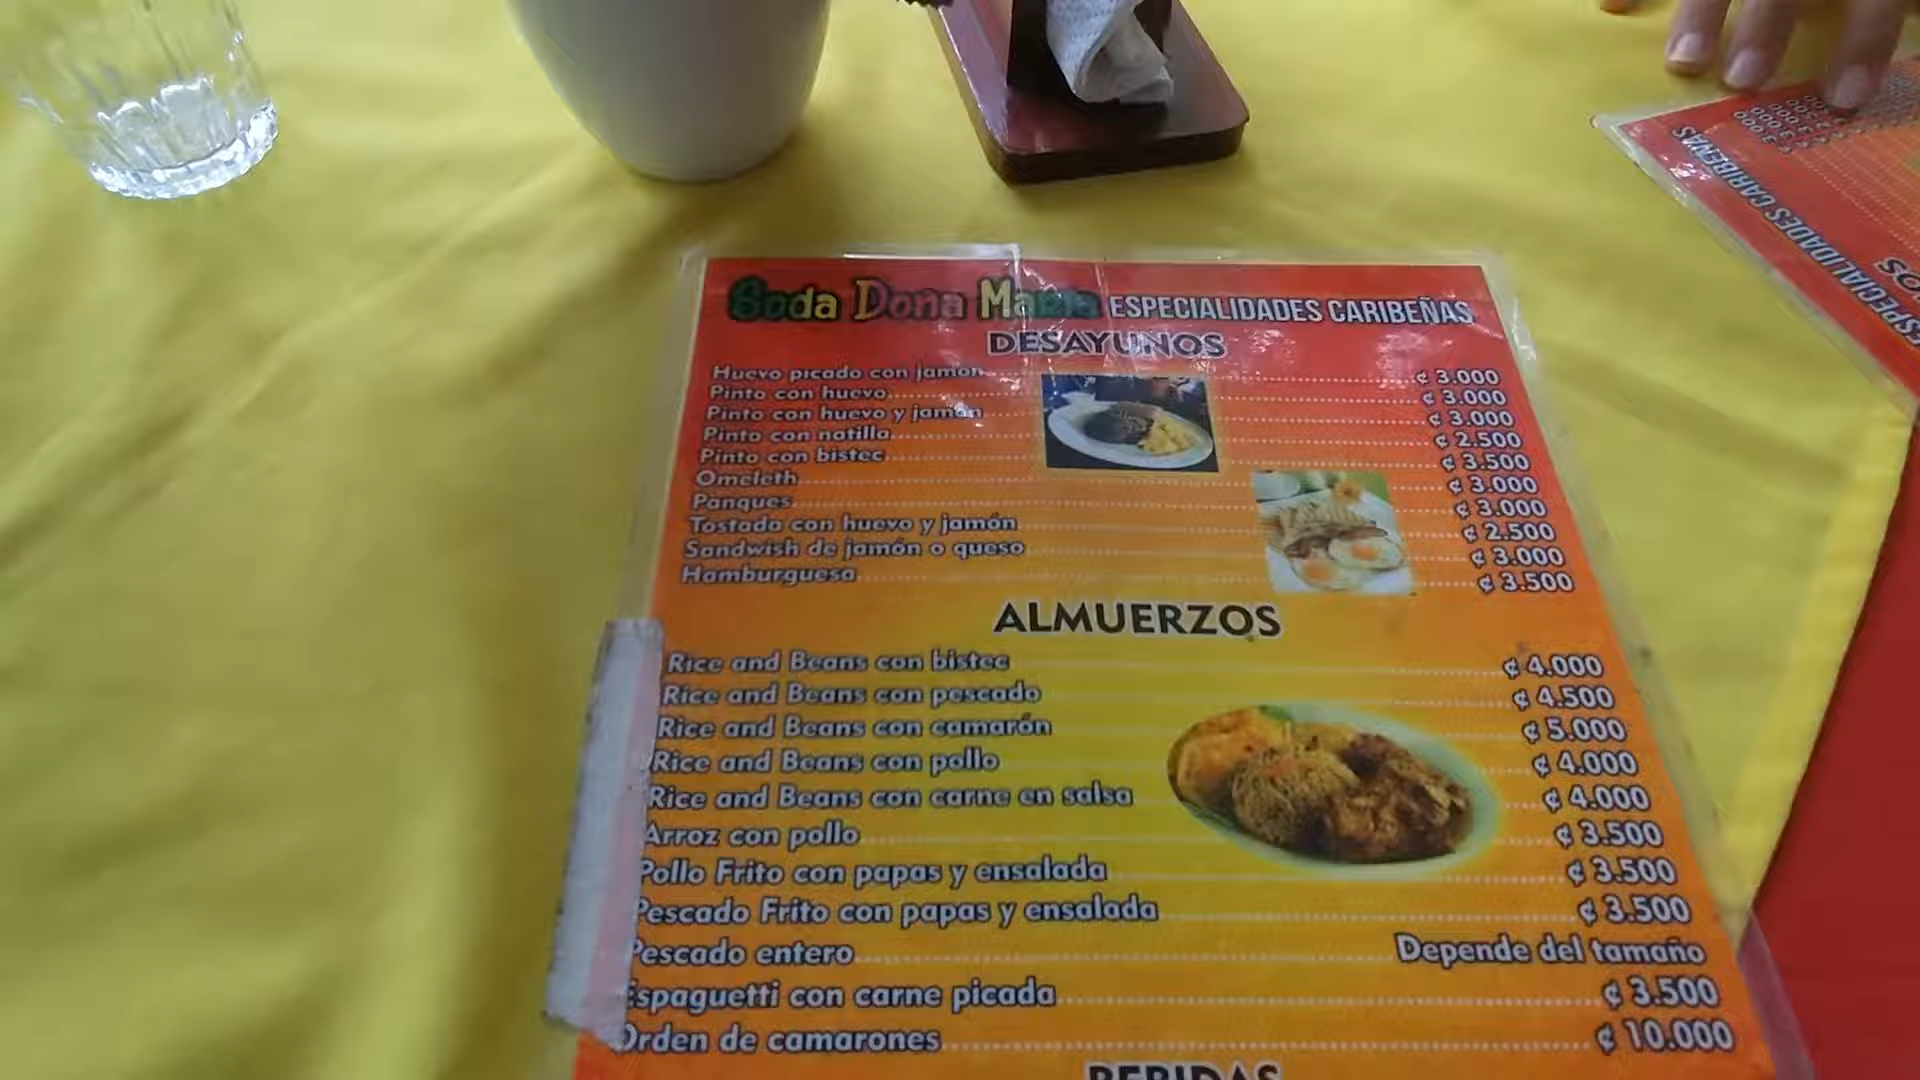 Soda Doña María ESPECIALIDADES CARIBEÑAS
DESAYUNOS
Huevo picado con jamón ¢ 3.000
Pinto con huevo ¢ 3.000
Pinto con huevo y jamón ¢ 3.000
Pinto con natilla ¢ 2.500
Pinto con bistec ¢ 3.500
Omeleth ¢ 3.000
Panques ¢ 3.000
Tostado con huevo y jamón ¢ 2.500
Sandwish de jamón o queso ¢ 3.000
Hamburguesa ¢ 3.500
ALMUERZOS
Rice and Beans con bistec ¢ 4.000
Rice and Beans con pescado ¢ 4.500
Rice and Beans con camarón ¢ 5.000
Rice and Beans con pollo ¢ 4.000
Rice and Beans con carne en salsa ¢ 4.000
Arroz con pollo ¢ 3.500
Pollo Frito con papas y ensalada ¢ 3.500
Pescado Frito con papas y ensalada ¢ 3.500
Pescado entero Depende del tamaño
Espaguetti con carne picada ¢ 3.500
Orden de camarones ¢ 10.000
BEBIDAS
ESPECIALIDADES CARIBEÑAS